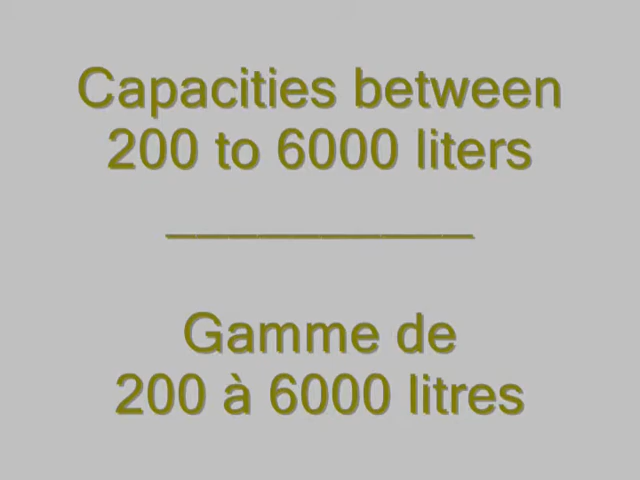 Capacities between
200 to 6000 liters
Gamme de
200 à 6000 litres